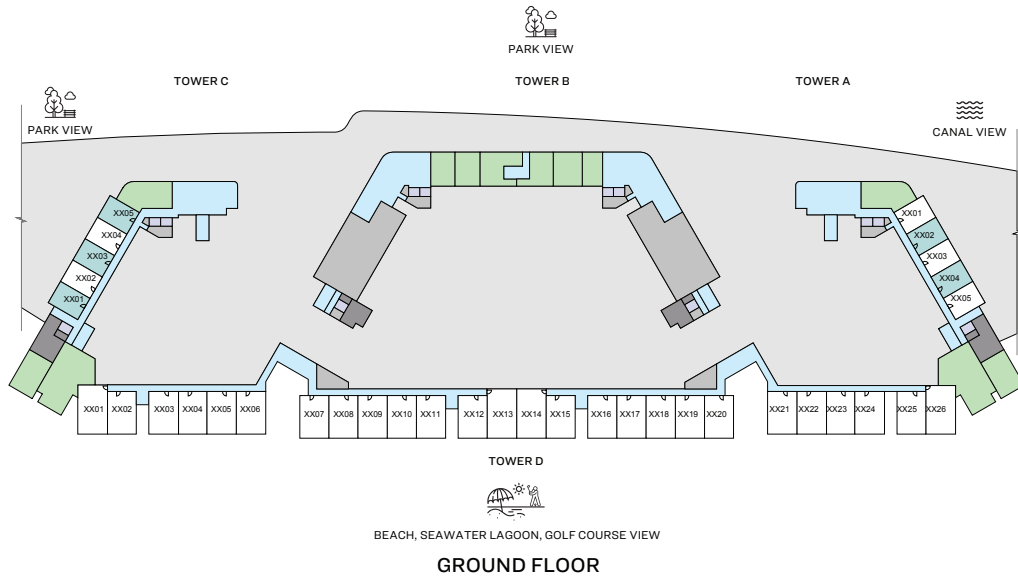 PARK VIEW
TOWER C
TOWER B
TOWER A
PARK VIEW
CANAL VIEW
XX05
XX04
XX03
XX02
XX01
XX01
XX02
XX03
XX04
XX05
XX01 XX02 XX03 XX04 XX05 XX06 XX07 XX08 XX09 XX10 XX11 XX12 XX13 XX14 XX15 XX16 XX17 XX18 XX19 XX20 XX21 XX22 XX23 XX24 XX25 XX26
TOWER D
BEACH, SEAWATER LAGOON, GOLF COURSE VIEW
GROUND FLOOR